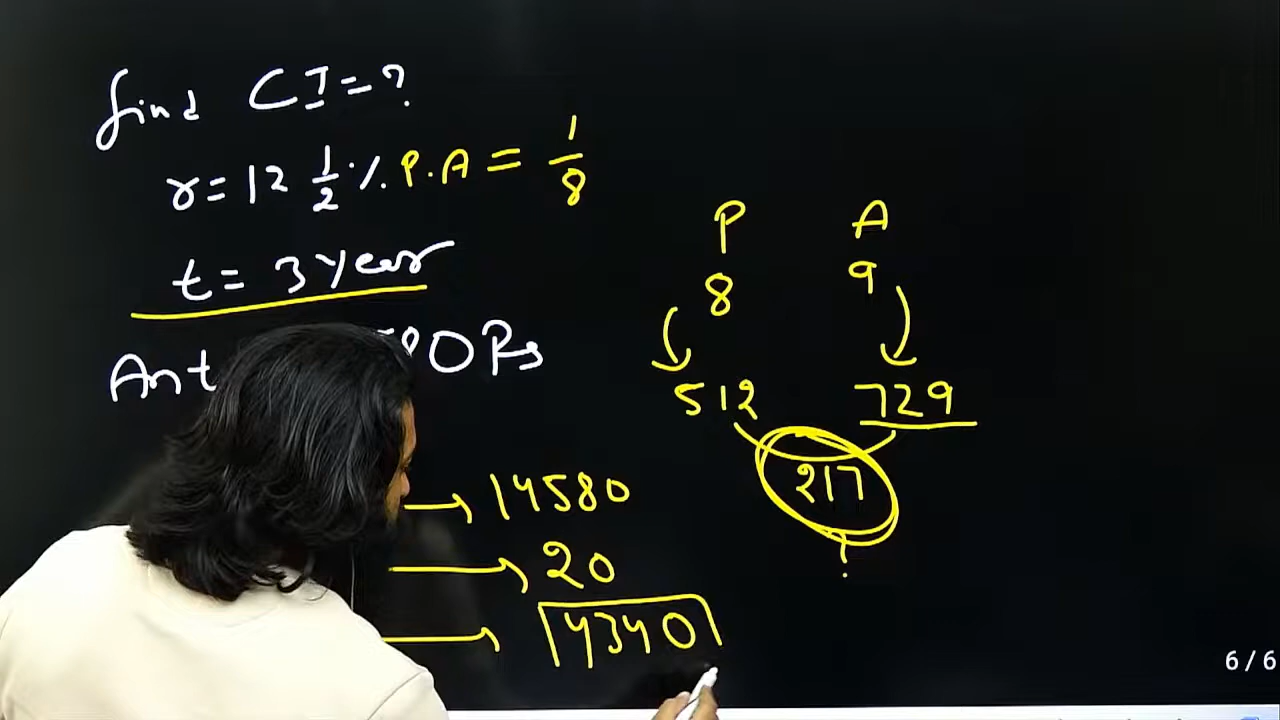 find CI=?
r=12 1/2 % P.A = 1/8
t= 3 year
Amt 0 Rs
P A
8 9
512 729
217
?
→ 14580
→ 20
→ 4340
6/6